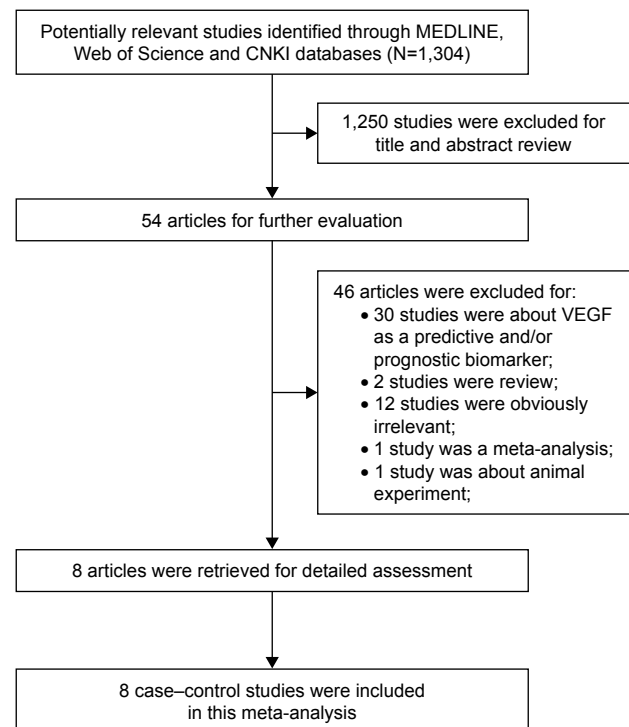 Potentially relevant studies identified through MEDLINE,
Web of Science and CNKI databases (N=1,304)
1,250 studies were excluded for
title and abstract review
54 articles for further evaluation
46 articles were excluded for:
• 30 studies were about VEGF
as a predictive and/or
prognostic biomarker;
• 2 studies were review;
• 12 studies were obviously
irrelevant;
• 1 study was a meta-analysis;
• 1 study was about animal
experiment;
8 articles were retrieved for detailed assessment
8 case–control studies were included
in this meta-analysis